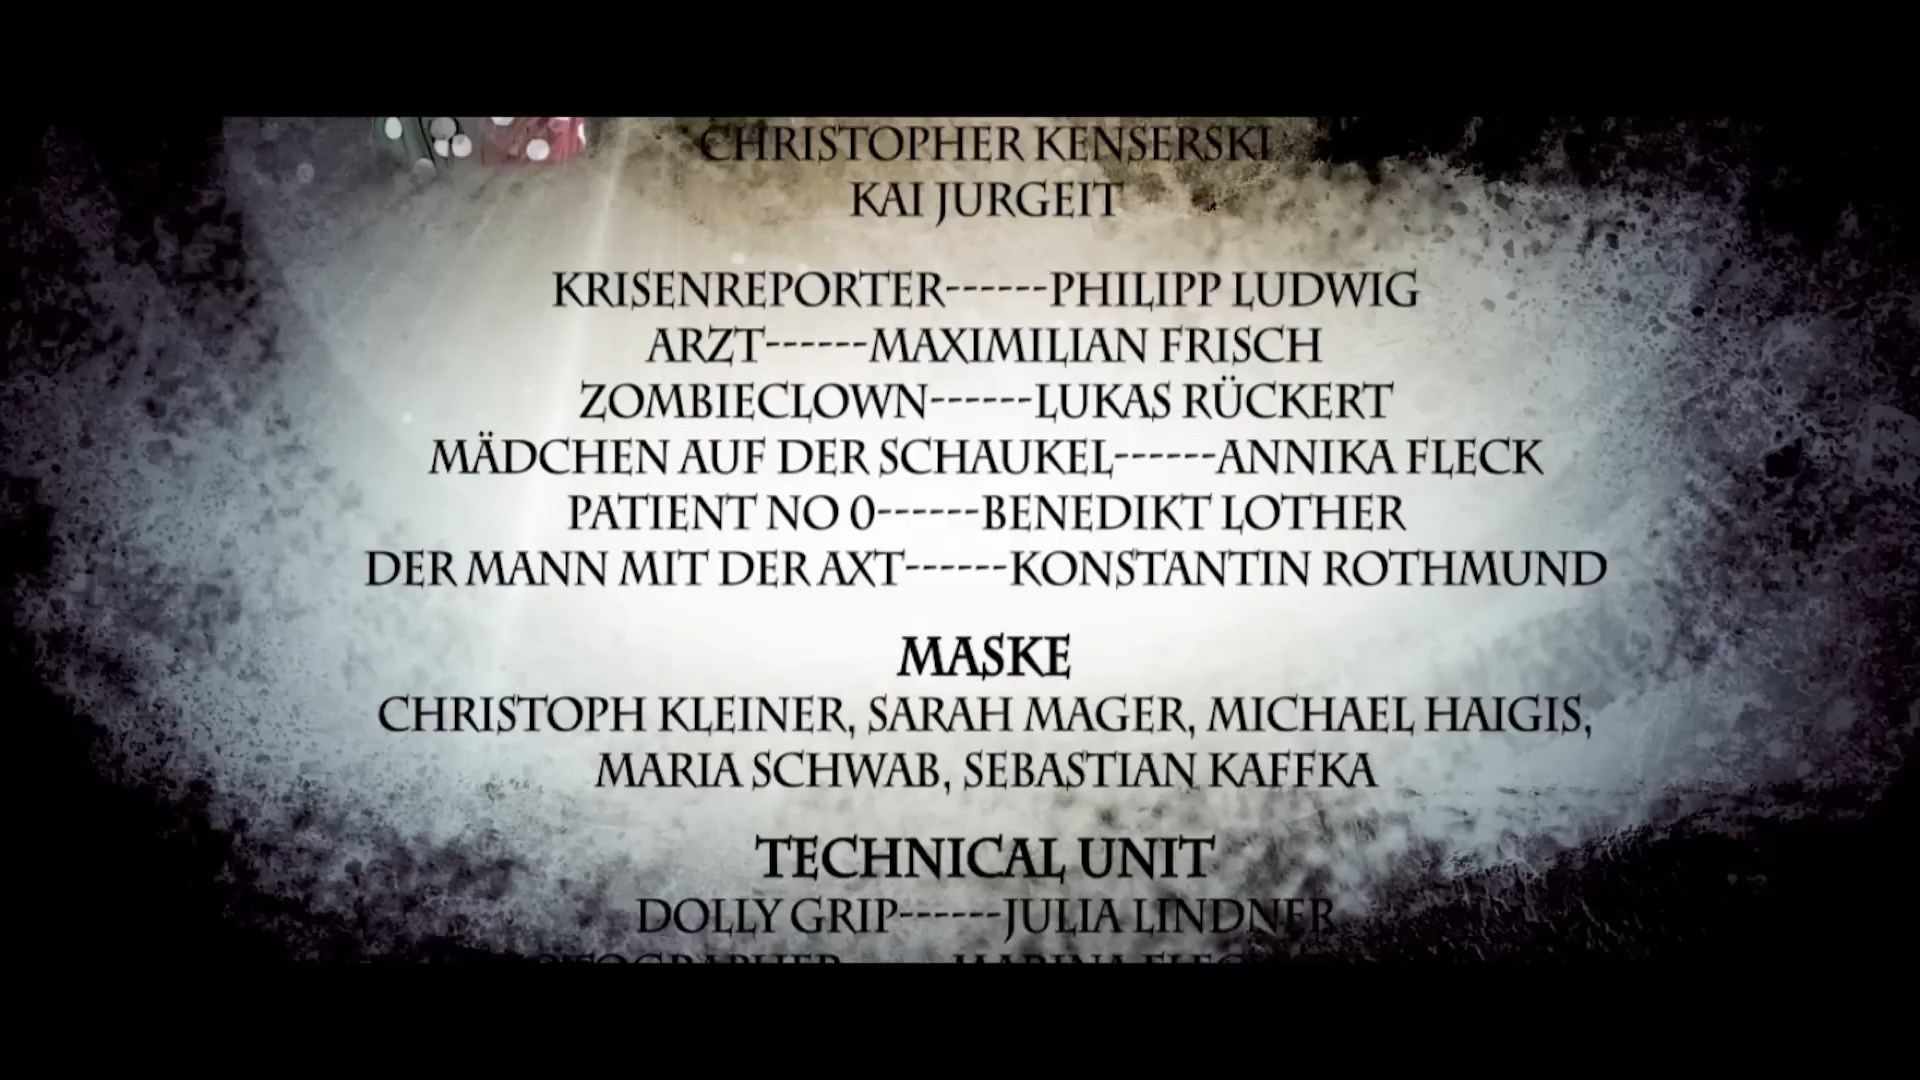 CHRISTOPHER KENSERSKI
KAI JURGEIT
KRISENREPORTER------PHILIPP LUDWIG
ARZT------MAXIMILIAN FRISCH
ZOMBIECLOWN------LUKAS RÜCKERT
MÄDCHEN AUF DER SCHAUKEL------ANNIKA FLECK
PATIENT NO 0------BENEDIKT LOTHER
DER MANN MIT DER AXT------KONSTANTIN ROTHMUND
MASKE
CHRISTOPH KLEINER, SARAH MAGER, MICHAEL HAIGIS,
MARIA SCHWAB, SEBASTIAN KAFFKA
TECHNICAL UNIT
DOLLY GRIP------JULIA LINDNER